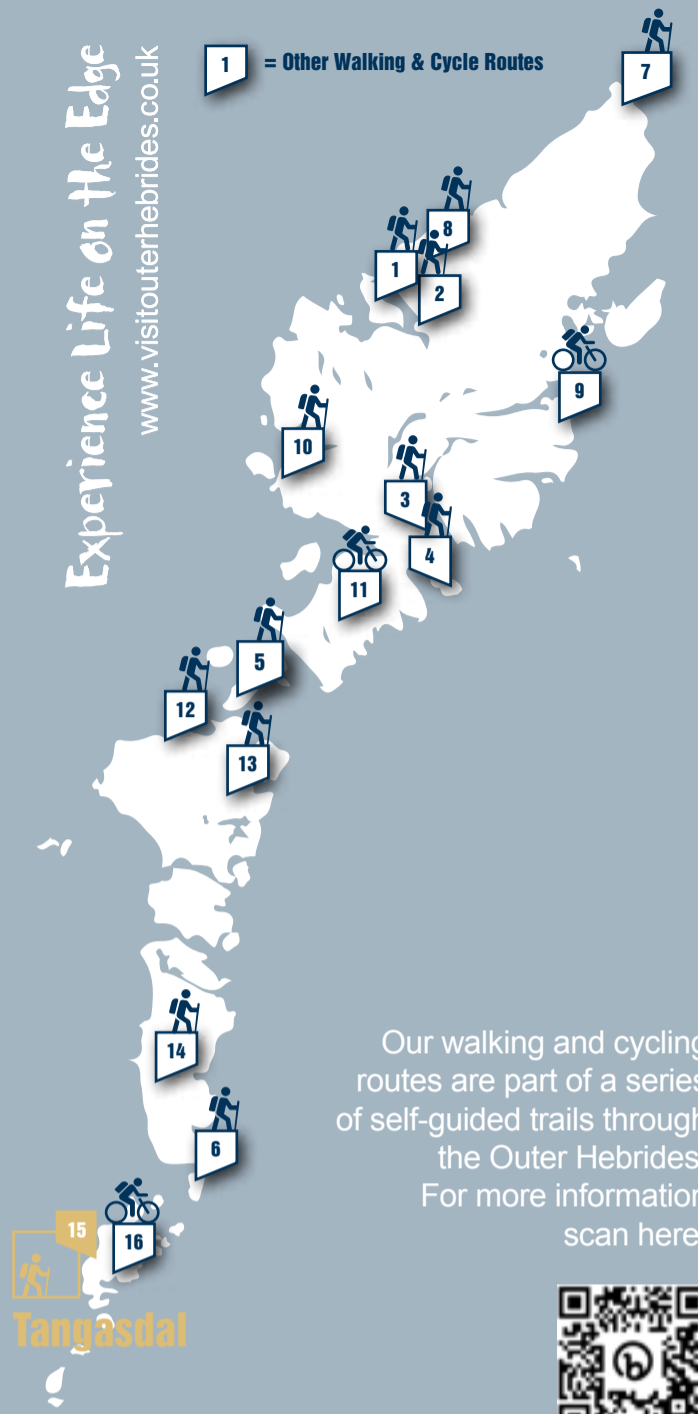 Experience Life on the Edge
www.visitouterhebrides.co.uk
1 = Other Walking & Cycle Routes
7
8
1
2
9
10
3
4
11
5
12
13
14
6
15
16
Tangasdal
Our walking and cycling
routes are part of a series
of self-guided trails through
the Outer Hebrides
For more information
scan here
b